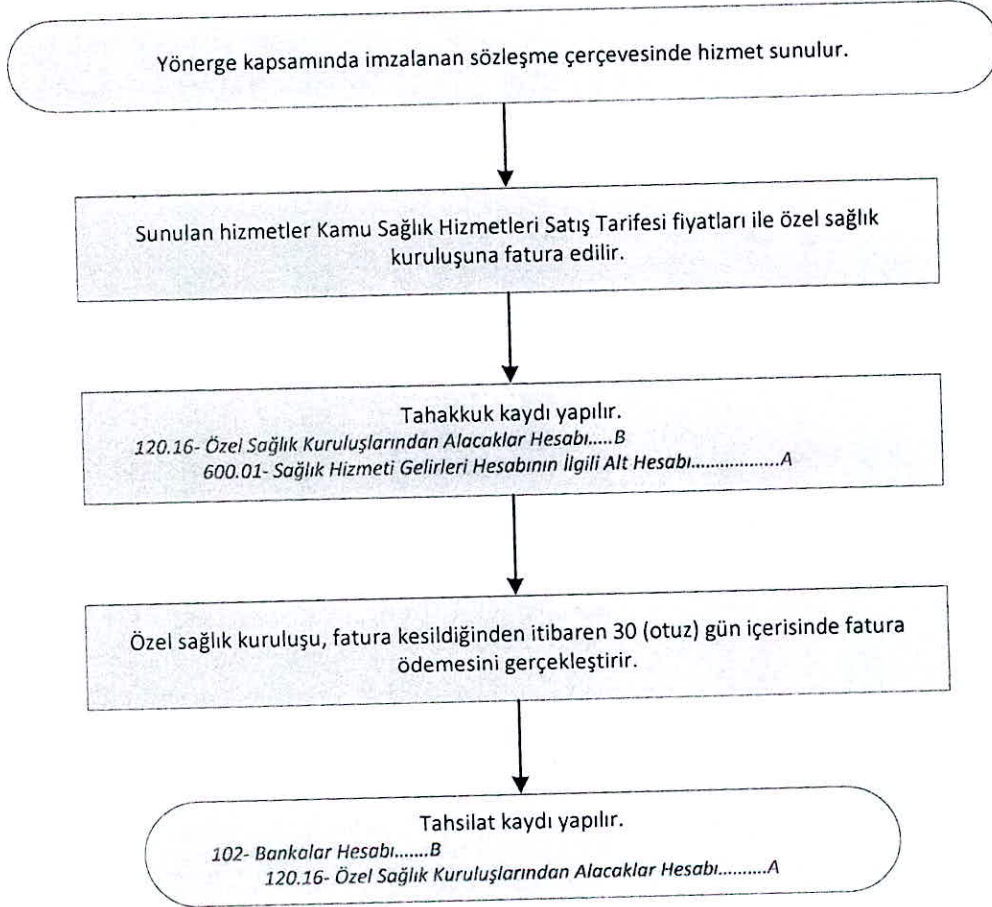 Yönerge kapsamında imzalanan sözleşme çerçevesinde hizmet sunulur.
Sunulan hizmetler Kamu Sağlık Hizmetleri Satış Tarifesi fiyatları ile özel sağlık
kuruluşuna fatura edilir.
Tahakkuk kaydı yapılır.
120.16- Özel Sağlık Kuruluşlarından Alacaklar Hesabı.....B
600.01- Sağlık Hizmeti Gelirleri Hesabının İlgili Alt Hesabı.................A
Özel sağlık kuruluşu, fatura kesildiğinden itibaren 30 (otuz) gün içerisinde fatura
ödemesini gerçekleştirir.
Tahsilat kaydı yapılır.
102- Bankalar Hesabı.......B
120.16- Özel Sağlık Kuruluşlarından Alacaklar Hesabı..........A